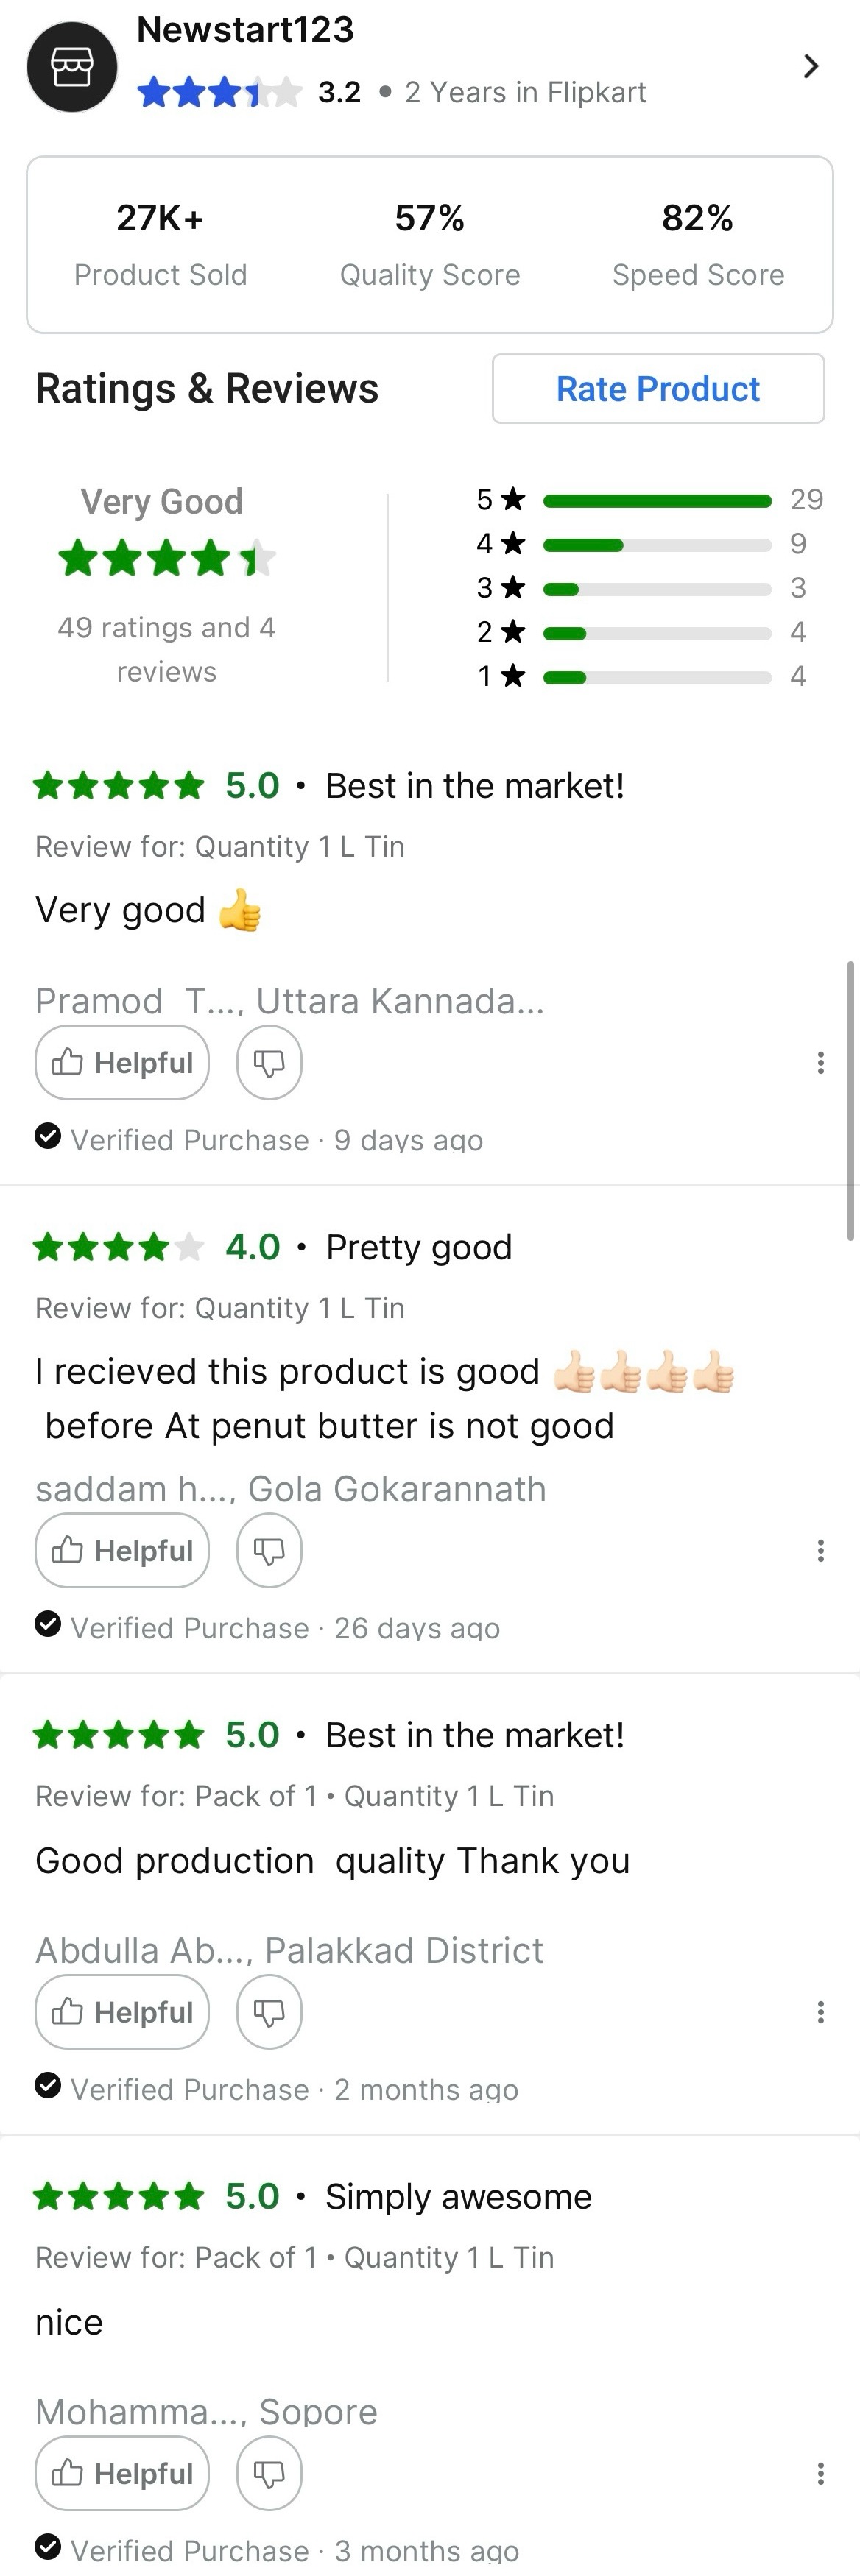 Newstart123
3.2 • 2 Years in Flipkart
27K+ 57% 82%
Product Sold Quality Score Speed Score
Ratings & Reviews Rate Product
Very Good
49 ratings and 4
reviews
5 ★ 29
4 ★ 9
3 ★ 3
2 ★ 4
1 ★ 4
5.0 • Best in the market!
Review for: Quantity 1 L Tin
Very good 👍
Pramod T..., Uttara Kannada...
Helpful
Verified Purchase · 9 days ago
4.0 • Pretty good
Review for: Quantity 1 L Tin
I recieved this product is good 👍🏻👍🏻👍🏻👍🏻
before At penut butter is not good
saddam h..., Gola Gokarannath
Helpful
Verified Purchase · 26 days ago
5.0 • Best in the market!
Review for: Pack of 1 • Quantity 1 L Tin
Good production quality Thank you
Abdulla Ab..., Palakkad District
Helpful
Verified Purchase · 2 months ago
5.0 • Simply awesome
Review for: Pack of 1 • Quantity 1 L Tin
nice
Mohamma..., Sopore
Helpful
Verified Purchase · 3 months ago